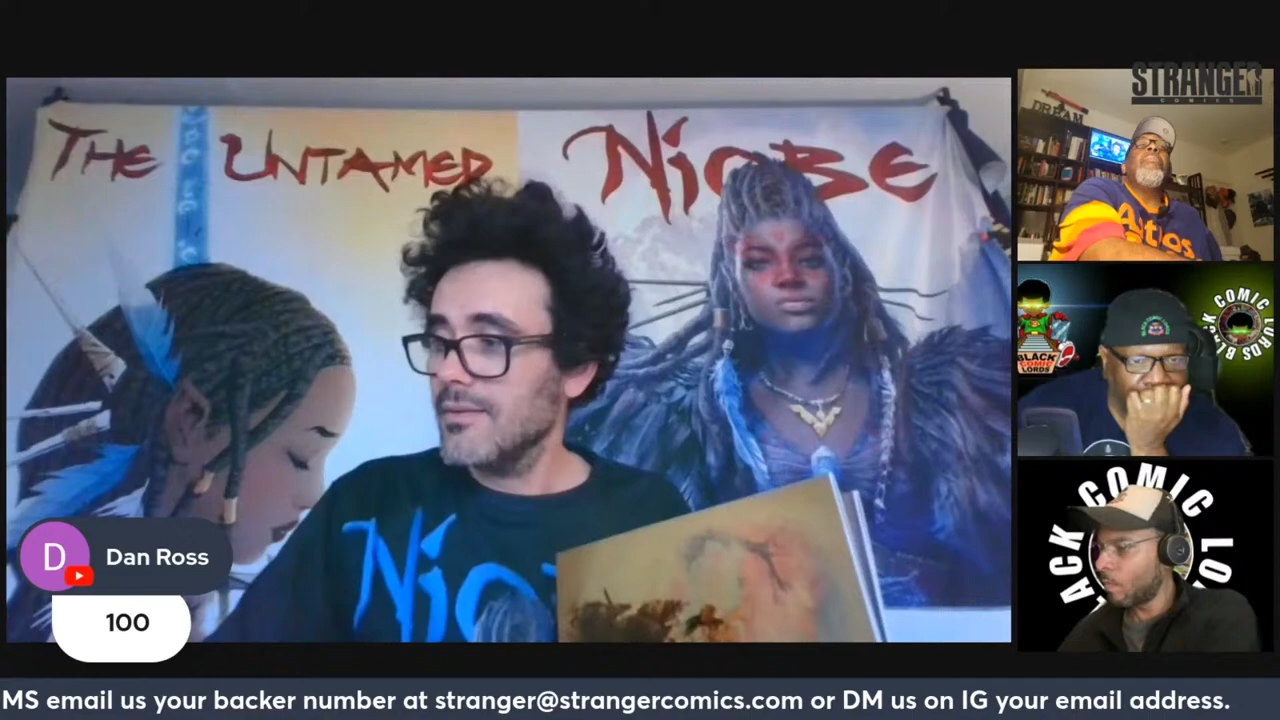 STRANGER
COMICS
THE UNTAMED
NIOBE
DREAM
Astros
COMIC LORDS BLACK
BLACK
COMIC
LORDS
BLACK COMIC LO
Nio
D
Dan Ross
100
MS email us your backer number at stranger@strangercomics.com or DM us on IG your email address.